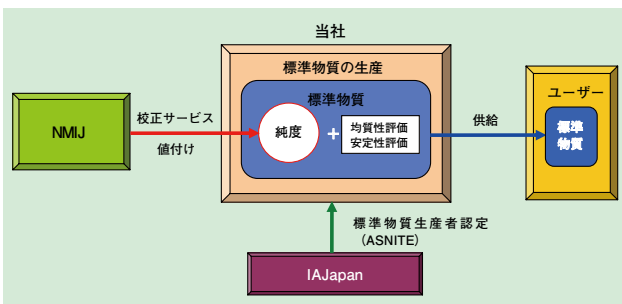 当社
標準物質の生産
標準物質
純度
+
均質性評価
安定性評価
NMIJ
校正サービス
値付け
供給
ユーザー
標準
物質
標準物質生産者認定
（ASNITE）
IAJapan